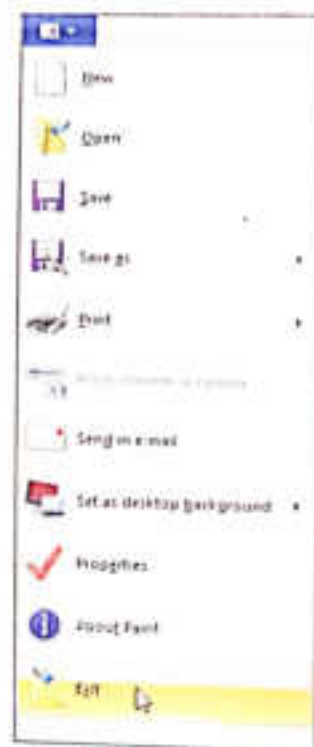 New
Open
Save
Save as
Print
Send in e-mail
Set as desktop background
Properties
About Paint
Exit